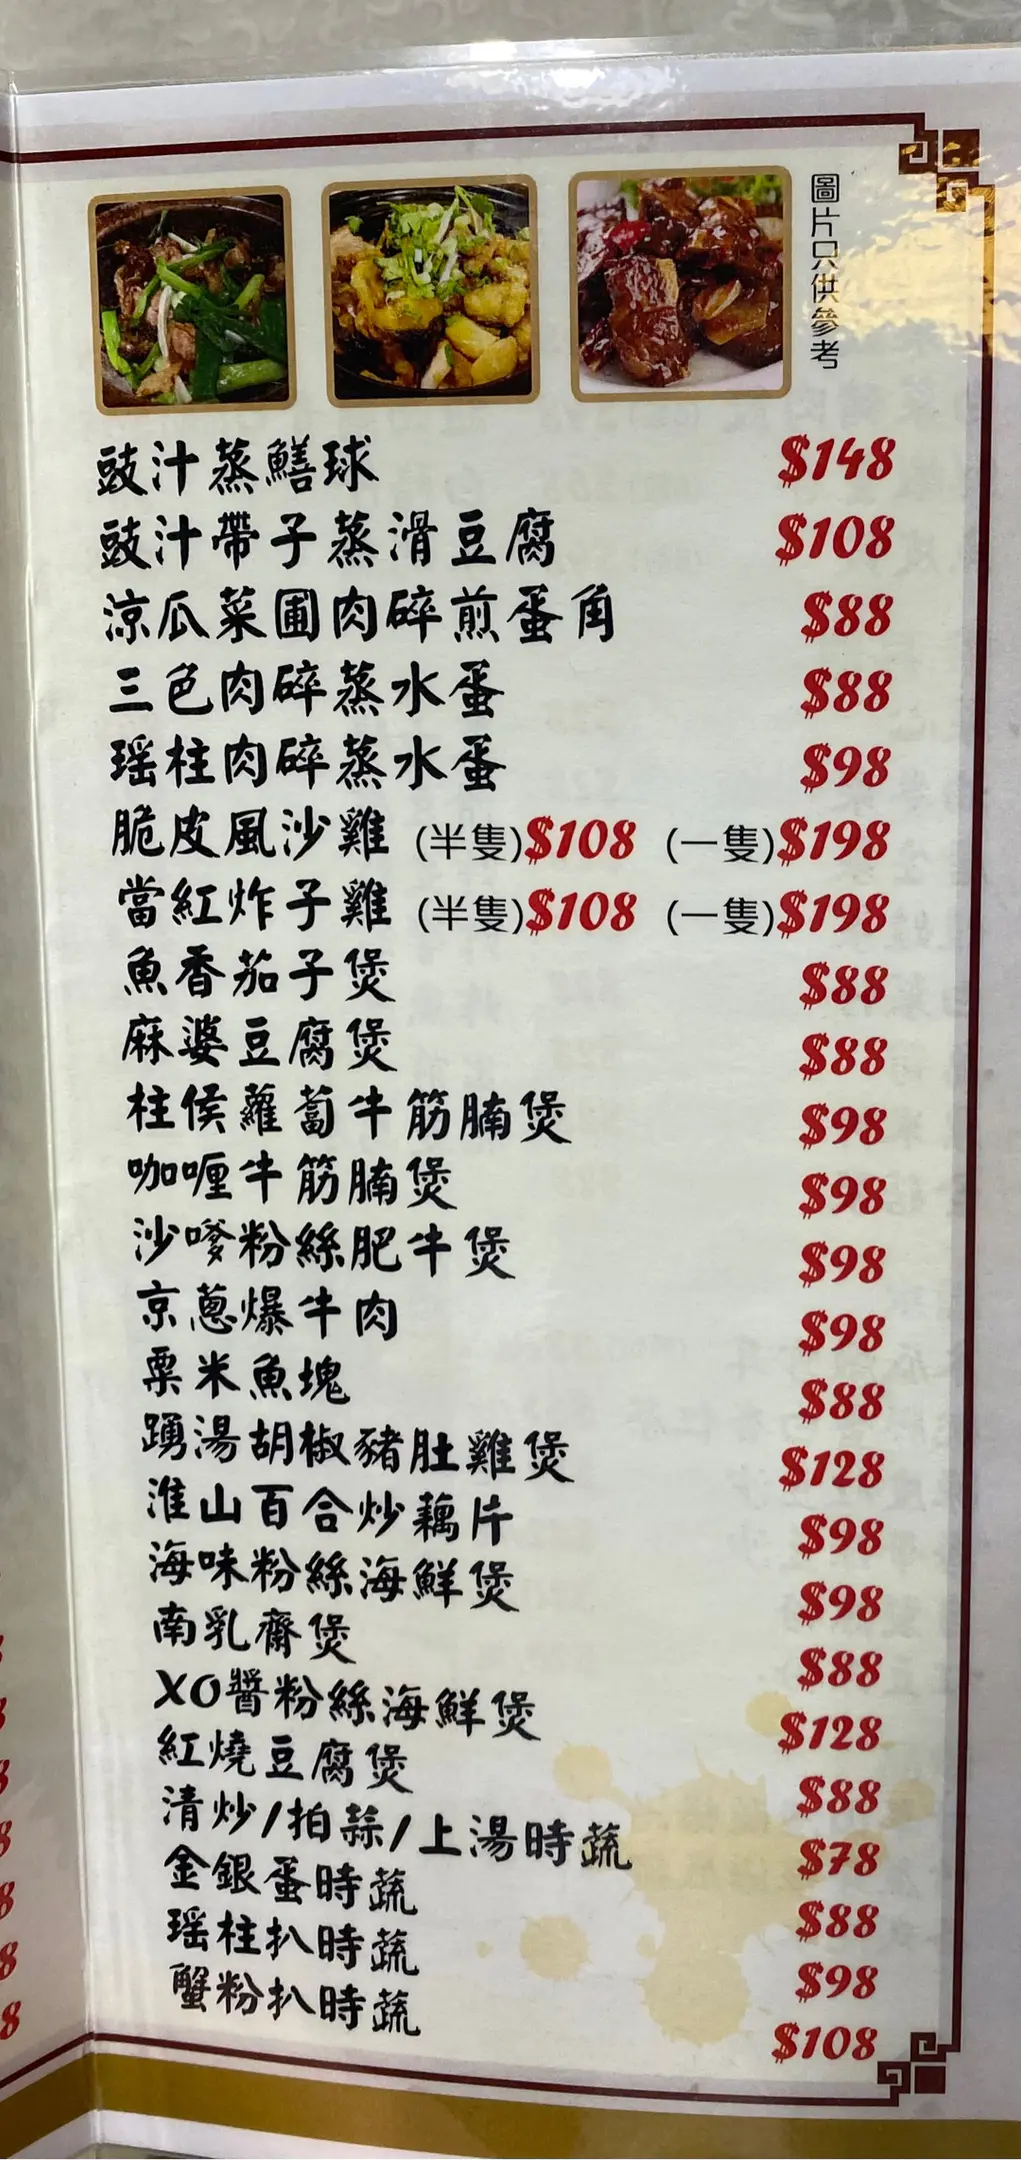 圖片只供參考
豉汁蒸鱔球 $148
豉汁帶子蒸滑豆腐 $108
涼瓜菜圃肉碎煎蛋角 $88
三色肉碎蒸水蛋 $88
瑶柱肉碎蒸水蛋 $98
脆皮風沙雞 (半隻)$108 (一隻)$198
當紅炸子雞 (半隻)$108 (一隻)$198
魚香茄子煲 $88
麻婆豆腐煲 $88
柱侯蘿蔔牛筋腩煲 $98
咖喱牛筋腩煲 $98
沙嗲粉絲肥牛煲 $98
京蔥爆牛肉 $98
粟米魚塊 $88
踴湯胡椒豬肚雞煲 $128
淮山百合炒藕片 $98
海味粉絲海鮮煲 $98
南乳齋煲 $88
XO醬粉絲海鮮煲 $128
紅燒豆腐煲 $88
清炒/拍蒜/上湯時蔬 $78
金銀蛋時蔬 $88
瑶柱扒時蔬 $98
蟹粉扒時蔬 $108